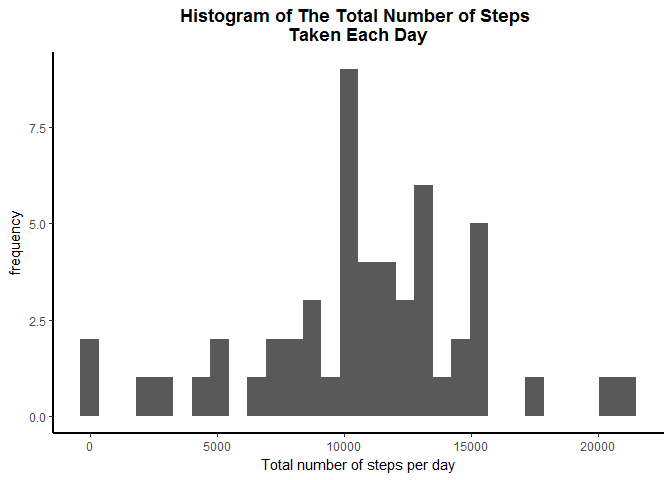 Histogram of The Total Number of Steps
Taken Each Day
frequency
7.5
5.0
2.5
0.0
0 5000 10000 15000 20000
Total number of steps per day